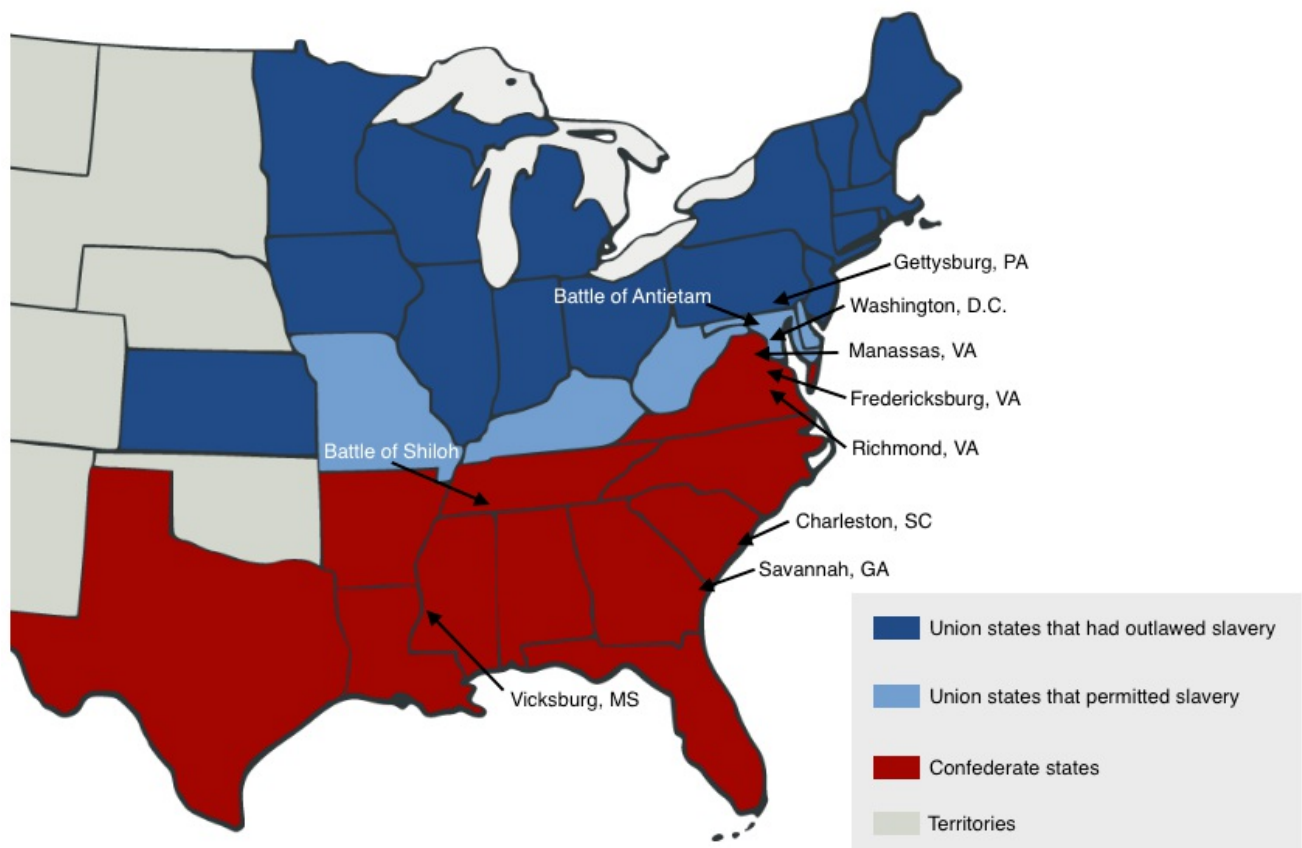 Gettysburg, PA
Battle of Antietam
Washington, D.C.
Manassas, VA
Fredericksburg, VA
Richmond, VA
Battle of Shiloh
Charleston, SC
Savannah, GA
Vicksburg, MS
Union states that had outlawed slavery
Union states that permitted slavery
Confederate states
Territories